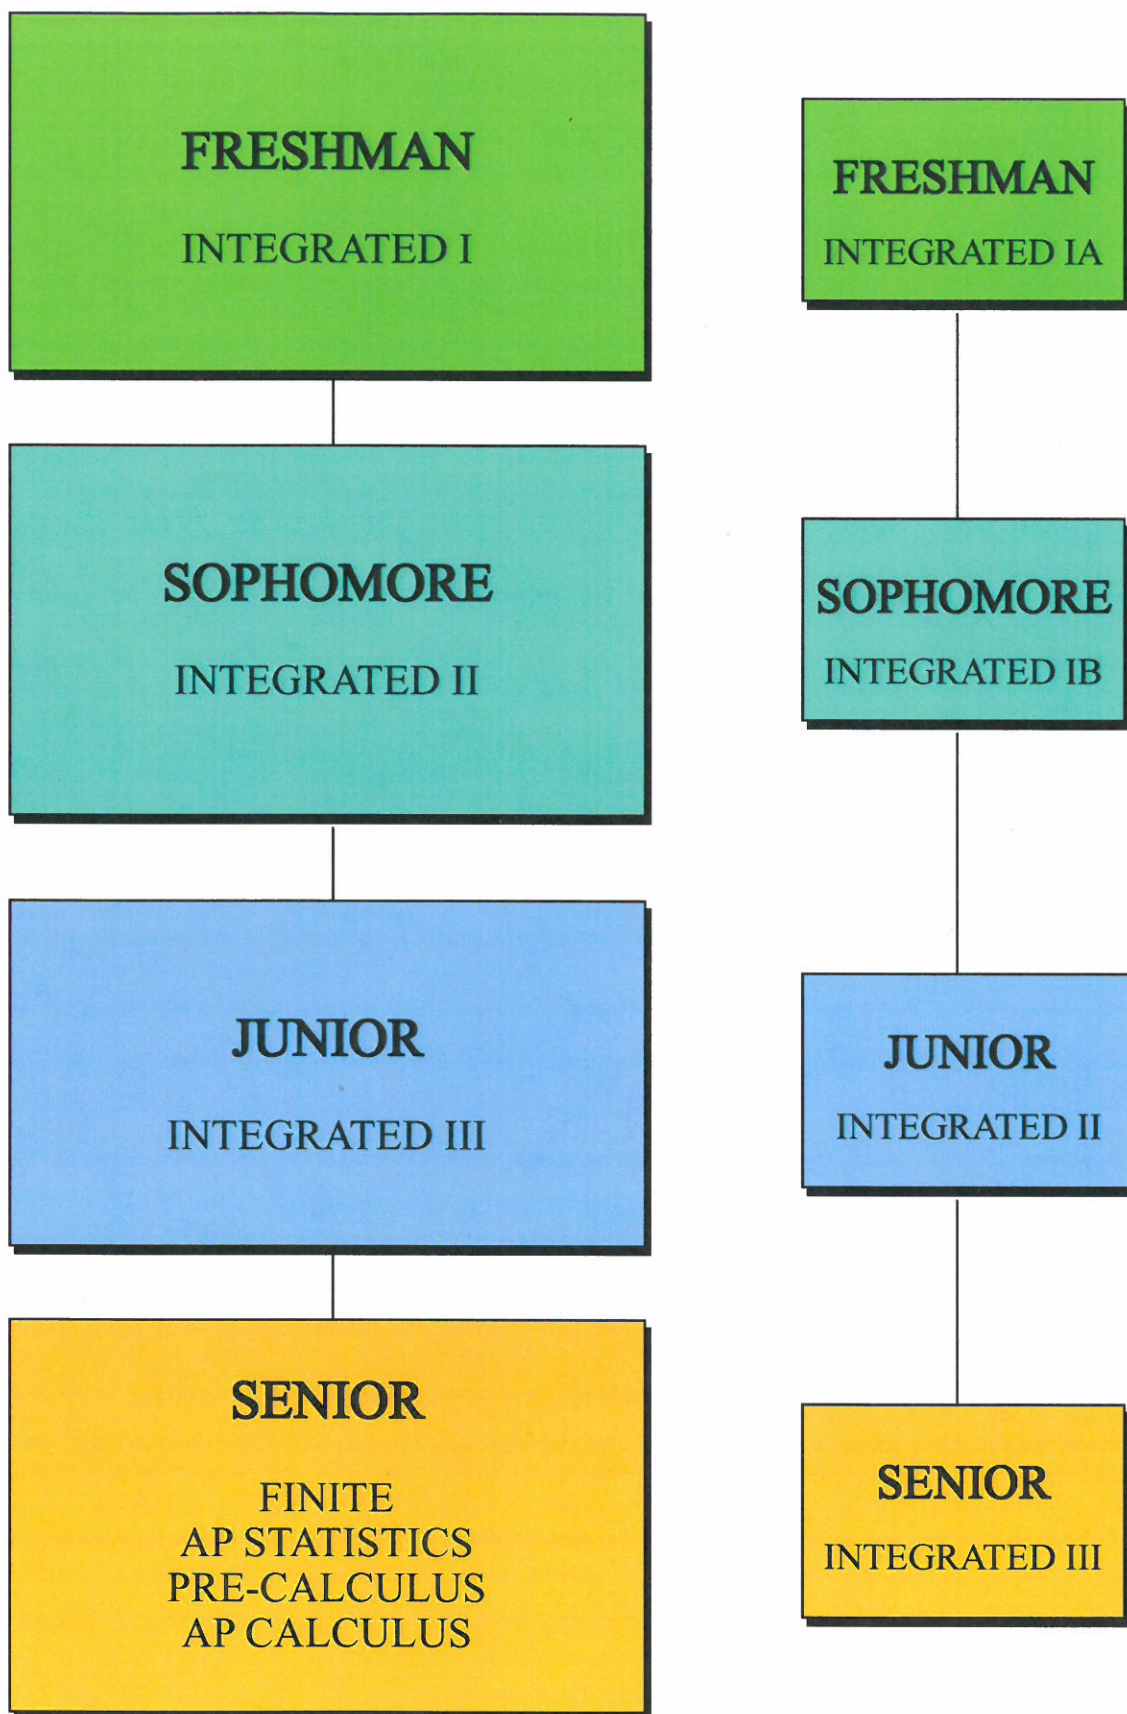 FRESHMAN
INTEGRATED I
SOPHOMORE
INTEGRATED II
JUNIOR
INTEGRATED III
SENIOR
FINITE
AP STATISTICS
PRE-CALCULUS
AP CALCULUS
FRESHMAN
INTEGRATED IA
SOPHOMORE
INTEGRATED IB
JUNIOR
INTEGRATED II
SENIOR
INTEGRATED III